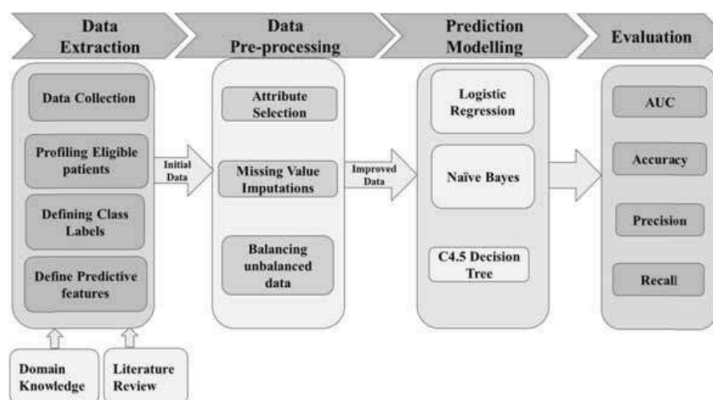 Data
Extraction
Data
Pre-processing
Prediction
Modelling
Evaluation
Data Collection
Profiling Eligible
patients
Defining Class
Labels
Define Predictive
features
Domain
Knowledge
Literature
Review
Initial
Data
Attribute
Selection
Missing Value
Imputations
Balancing
unbalanced
data
Improved
Data
Logistic
Regression
Naïve Bayes
C4.5 Decision
Tree
AUC
Accuracy
Precision
Recall